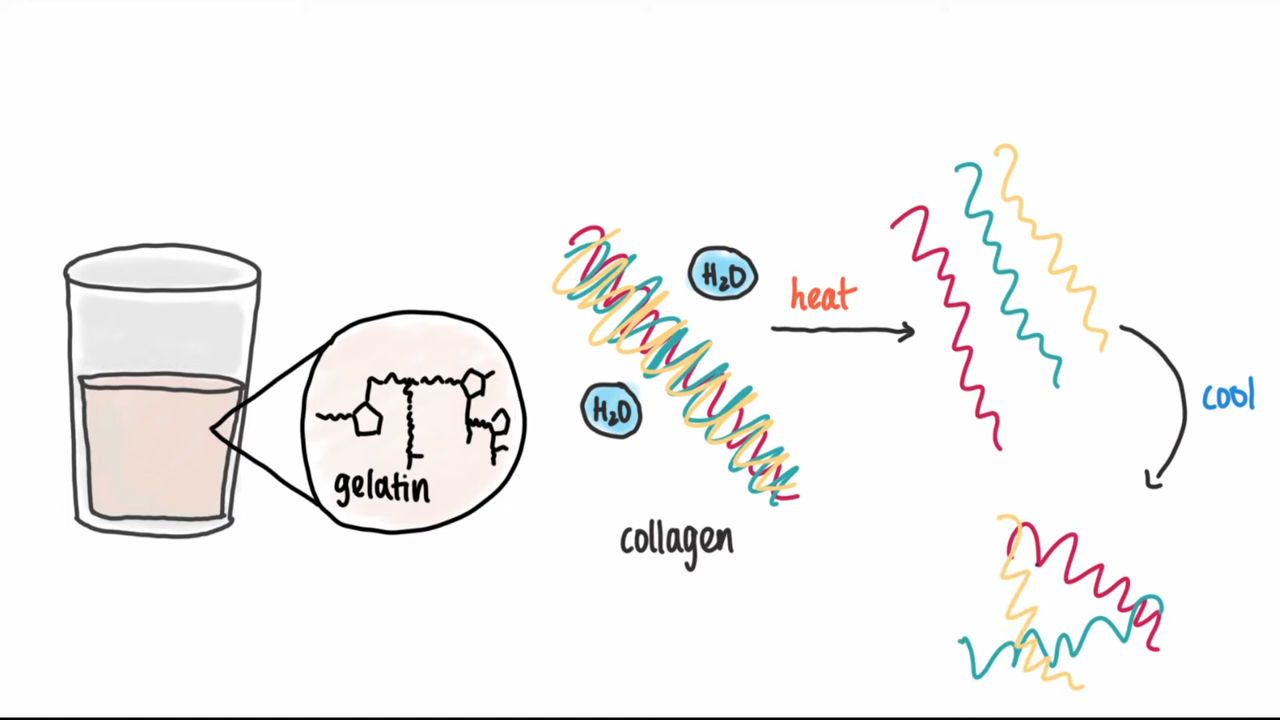 gelatin
H₂O
H₂O
collagen
heat
cool